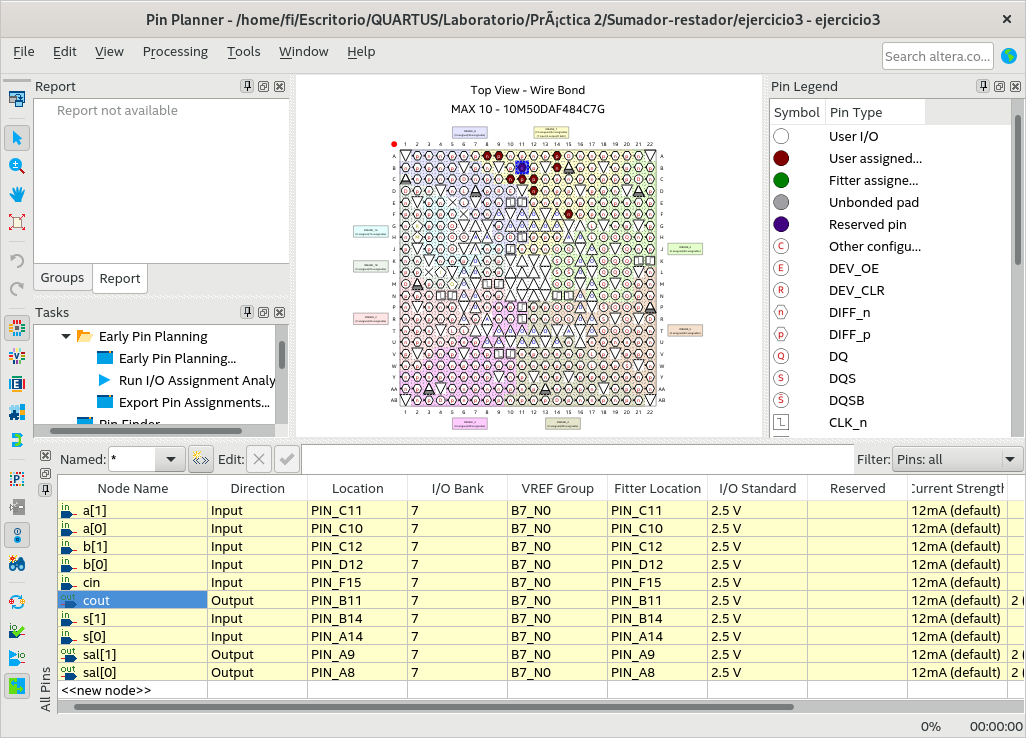 Pin Planner - /home/fi/Escritorio/QUARTUS/Laboratorio/PrÃ¡ctica 2/Sumador-restador/ejercicio3 - ejercicio3
File Edit View Processing Tools Window Help
Search altera.co...
Report
Report not available
Groups Report
Tasks
Early Pin Planning
Early Pin Planning...
Run I/O Assignment Analy
Export Pin Assignments...
Pin Finder
Top View - Wire Bond
MAX 10 - 10M50DAF484C7G
Pin Legend
Symbol Pin Type
User I/O
User assigned...
Fitter assigne...
Unbonded pad
Reserved pin
Other configu...
DEV_OE
DEV_CLR
DIFF_n
DIFF_p
DQ
DQS
DQSB
CLK_n
Named: * Edit: Filter: Pins: all
Node Name Direction Location I/O Bank VREF Group Fitter Location I/O Standard Reserved Current Strength
in a[1] Input PIN_C11 7 B7_N0 PIN_C11 2.5 V 12mA (default)
in a[0] Input PIN_C10 7 B7_N0 PIN_C10 2.5 V 12mA (default)
in b[1] Input PIN_C12 7 B7_N0 PIN_C12 2.5 V 12mA (default)
in b[0] Input PIN_D12 7 B7_N0 PIN_D12 2.5 V 12mA (default)
in cin Input PIN_F15 7 B7_N0 PIN_F15 2.5 V 12mA (default)
out cout Output PIN_B11 7 B7_N0 PIN_B11 2.5 V 12mA (default) 2 (
in s[1] Input PIN_B14 7 B7_N0 PIN_B14 2.5 V 12mA (default)
in s[0] Input PIN_A14 7 B7_N0 PIN_A14 2.5 V 12mA (default)
out sal[1] Output PIN_A9 7 B7_N0 PIN_A9 2.5 V 12mA (default) 2 (
out sal[0] Output PIN_A8 7 B7_N0 PIN_A8 2.5 V 12mA (default) 2 (
<<new node>>
All Pins
0% 00:00:00